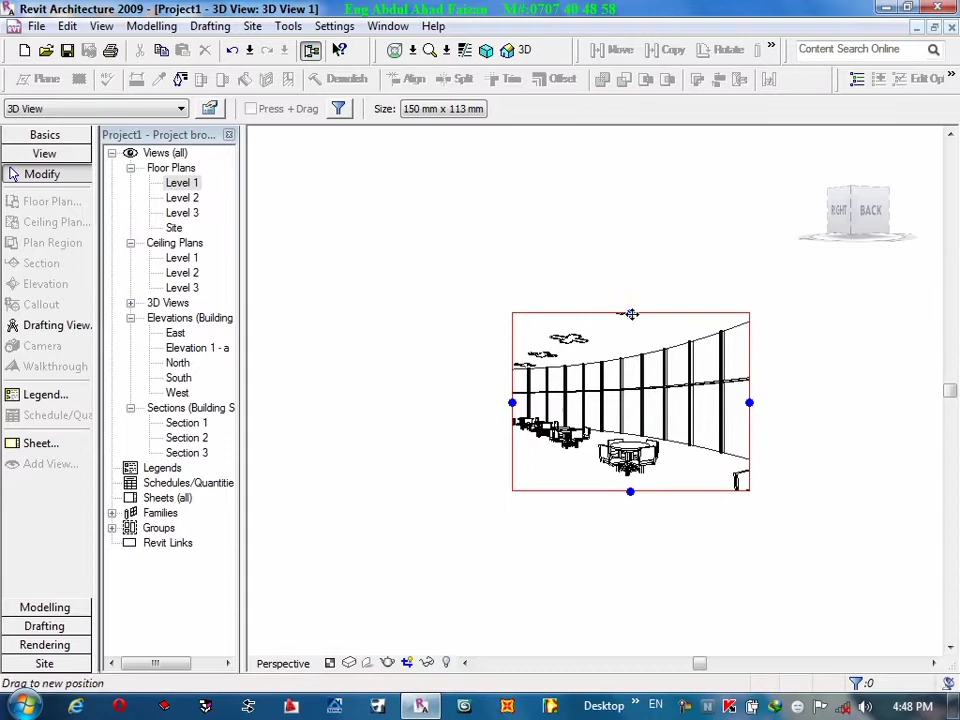 Revit Architecture 2009 - [Project1 - 3D View: 3D View 1]
Eng Abdul Ahad Faizan M#:0707 40 48 58
File Edit View Modelling Drafting Site Tools Settings Window Help
3D Move Copy Rotate » Content Search Online
Plane Demolish Align Split Trim Offset Edit Op »
3D View Press + Drag Size: 150 mm x 113 mm
Basics
View
Modify
Floor Plan...
Ceiling Plan...
Plan Region
Section
Elevation
Callout
Drafting View...
Camera
Walkthrough
Legend...
Schedule/Qua
Sheet...
Add View...
Modelling
Drafting
Rendering
Site
Project1 - Project bro...
Views (all)
Floor Plans
Level 1
Level 2
Level 3
Site
Ceiling Plans
Level 1
Level 2
Level 3
3D Views
Elevations (Building
East
Elevation 1 - a
North
South
West
Sections (Building S
Section 1
Section 2
Section 3
Legends
Schedules/Quantitie
Sheets (all)
Families
Groups
Revit Links
RIGHT BACK
Perspective
Drag to new position :0
Desktop » EN 4:48 PM